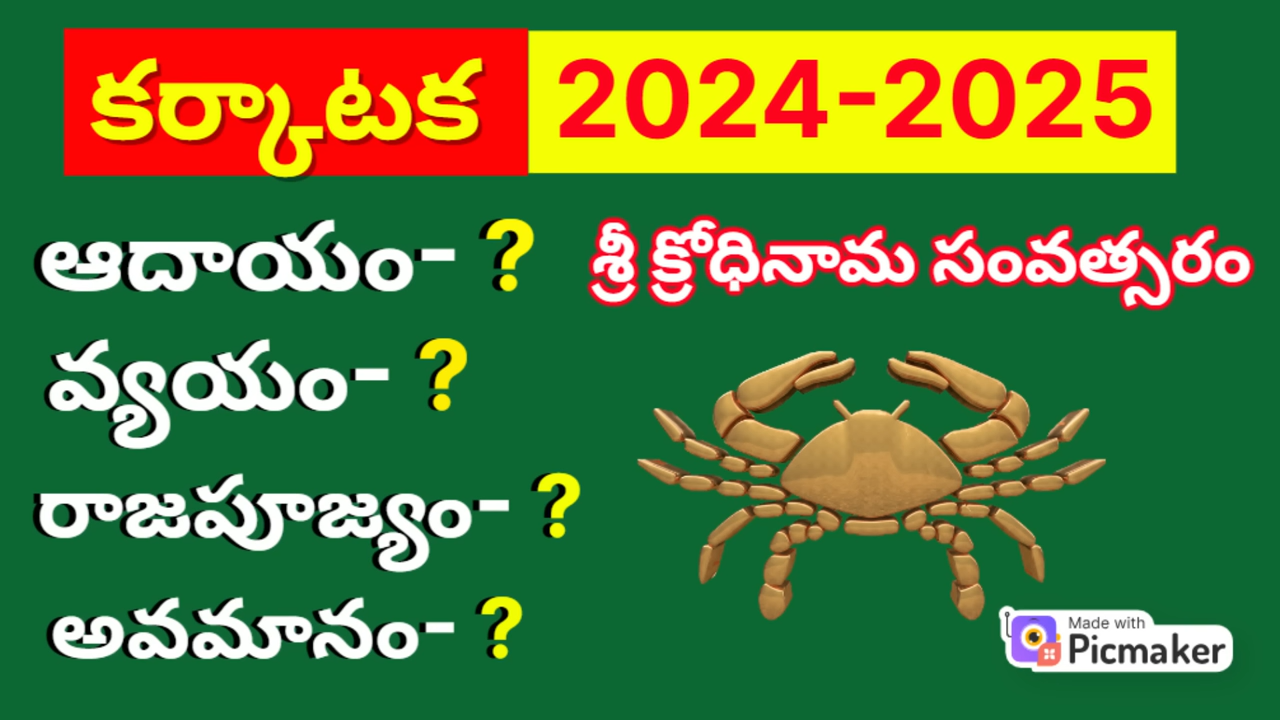 కర్కాటక 2024-2025
ఆదాయం- ?
శ్రీ క్రోధినామ సంవత్సరం
వ్యయం- ?
రాజపూజ్యం- ?
అవమానం- ?
Made with
Picmaker